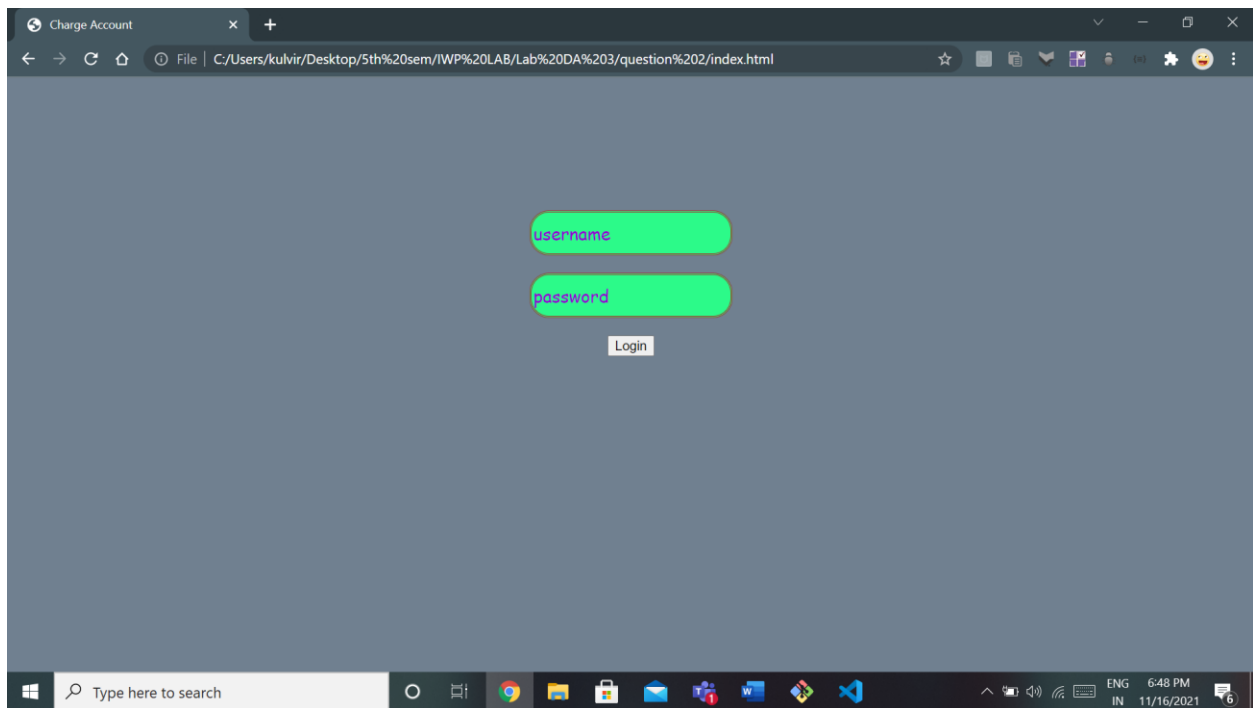 Charge Account
File | C:/Users/kulvir/Desktop/5th%20sem/IWP%20LAB/Lab%20DA%203/question%202/index.html
username
password
Login
Type here to search
ENG
6:48 PM
IN
11/16/2021
6